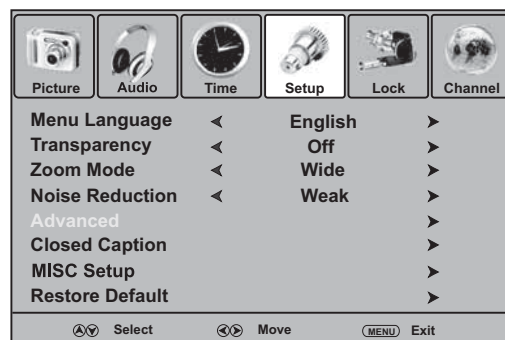 Picture Audio Time Setup Lock Channel
Menu Language English
Transparency Off
Zoom Mode Wide
Noise Reduction Weak
Advanced
Closed Caption
MISC Setup
Restore Default
Select Move MENU Exit